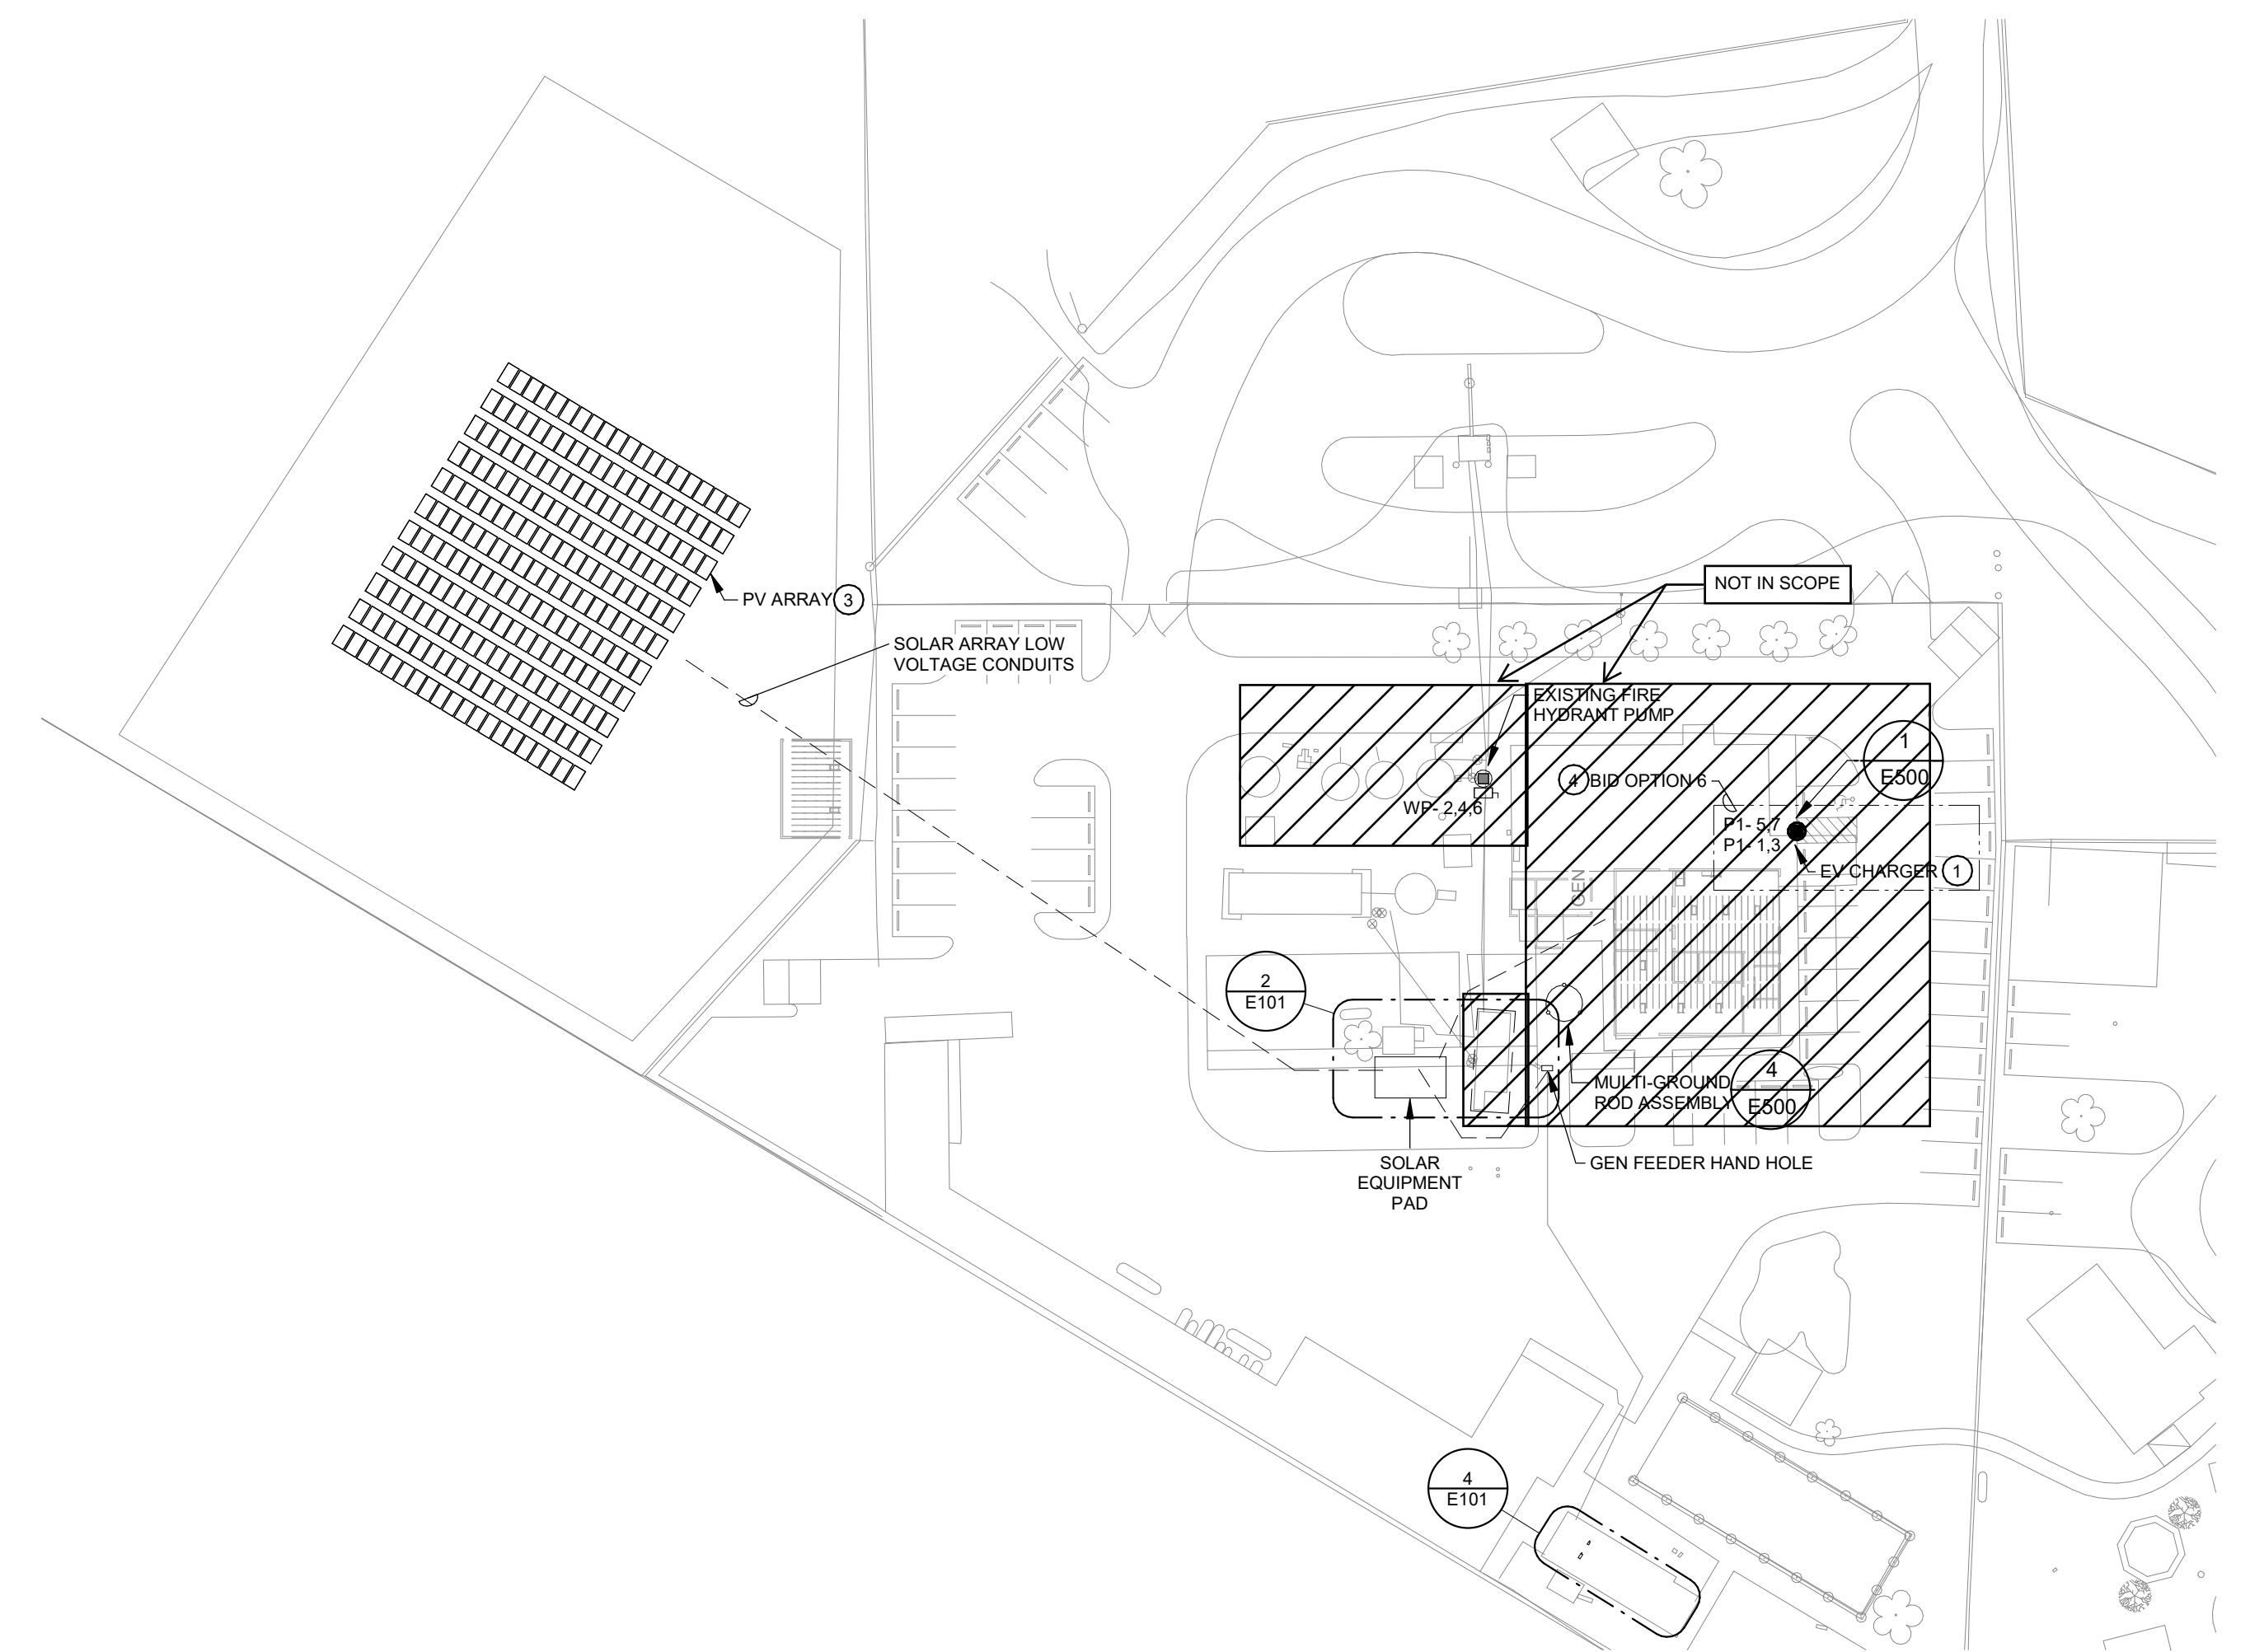 NOT IN SCOPE
PV ARRAY 3
SOLAR ARRAY LOW
VOLTAGE CONDUITS
EXISTING FIRE
HYDRANT PUMP
1
E500
4 BID OPTION 6
WP- 2,4,6
P1- 5,7
P1- 1,3
EV CHARGER 1
GEN
2
E101
MULTI-GROUND
ROD ASSEMBLY
4
E500
GEN FEEDER HAND HOLE
SOLAR
EQUIPMENT
PAD
4
E101